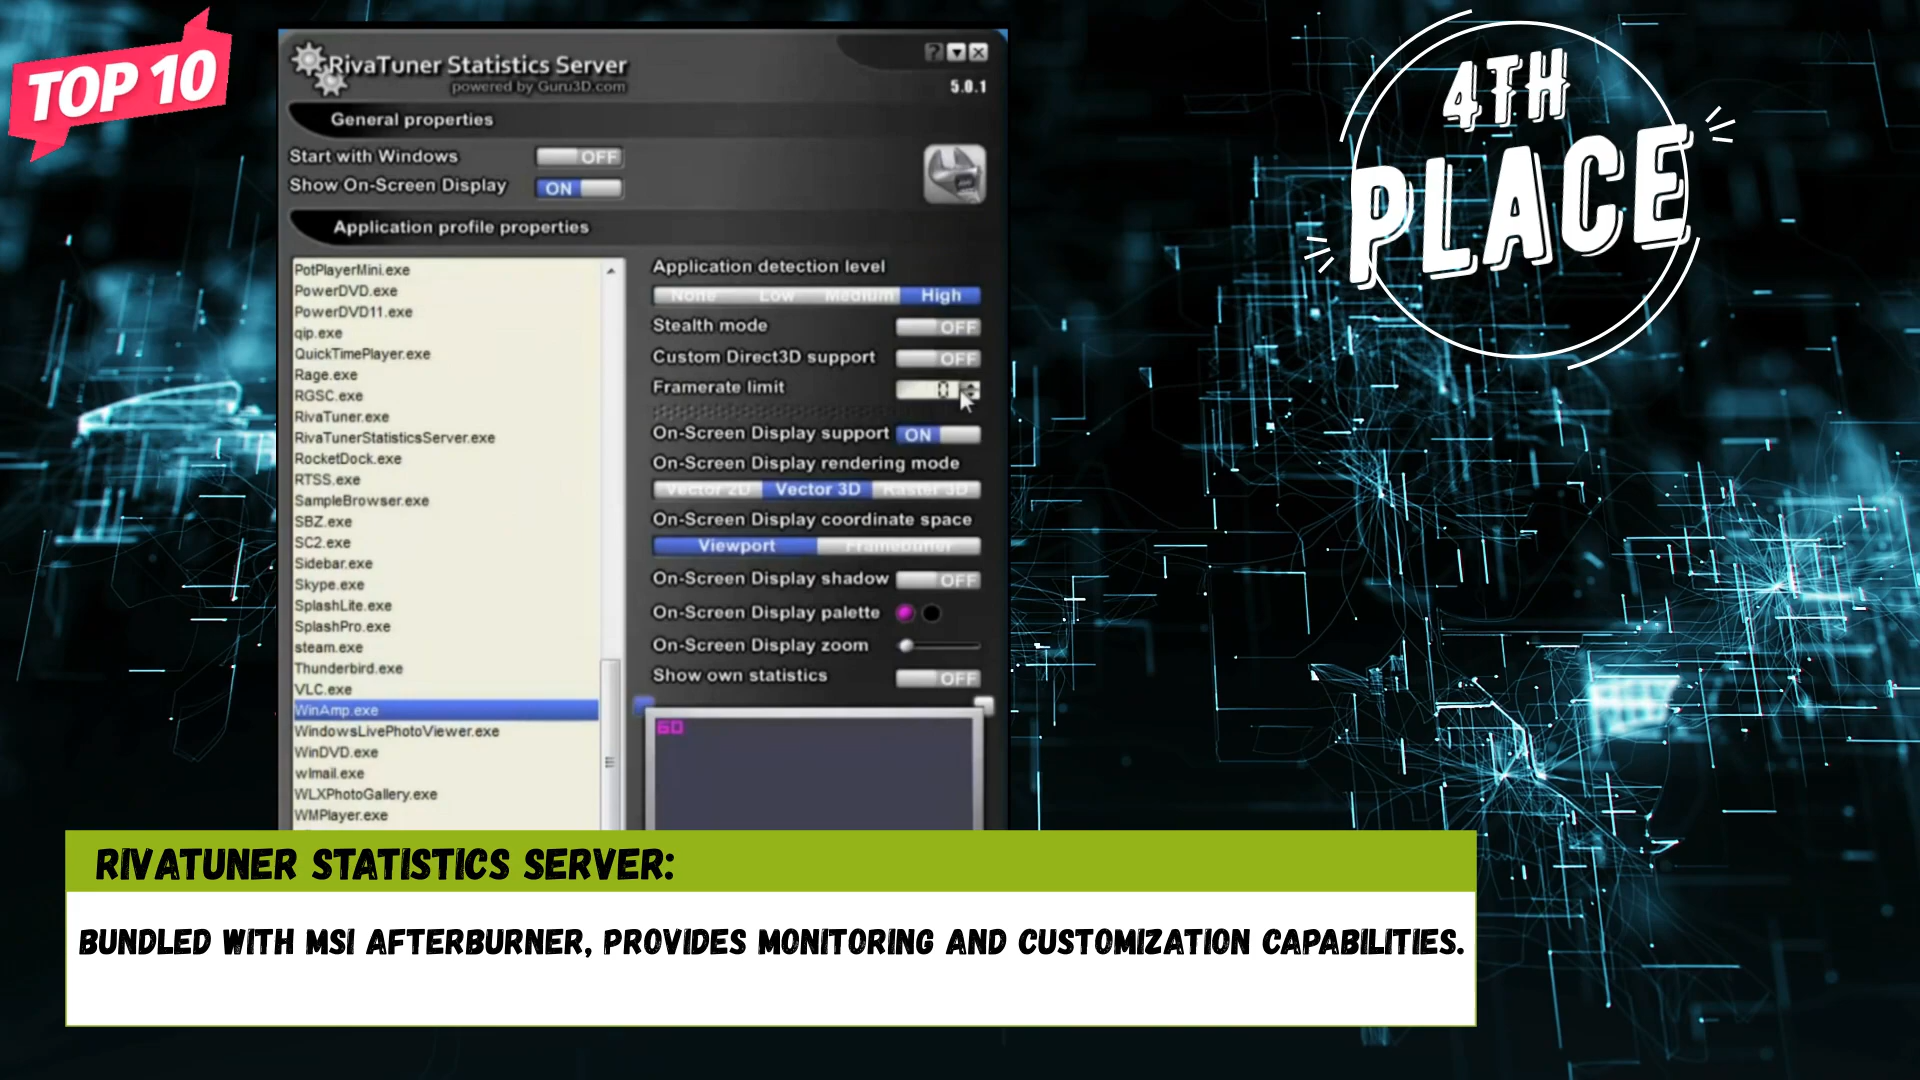 TOP 10
4TH
PLACE
RivaTuner Statistics Server
powered by Guru3D.com
5.0.1
General properties
Start with Windows OFF
Show On-Screen Display ON
Application profile properties
PotPlayerMini.exe
PowerDVD.exe
PowerDVD11.exe
qip.exe
QuickTimePlayer.exe
Rage.exe
RGSC.exe
RivaTuner.exe
RivaTunerStatisticsServer.exe
RocketDock.exe
RTSS.exe
SampleBrowser.exe
SBZ.exe
SC2.exe
Sidebar.exe
Skype.exe
SplashLite.exe
SplashPro.exe
steam.exe
Thunderbird.exe
VLC.exe
WinAmp.exe
WindowsLivePhotoViewer.exe
WinDVD.exe
wlmail.exe
WLXPhotoGallery.exe
WMPlayer.exe
Application detection level
None Low Medium High
Stealth mode OFF
Custom Direct3D support OFF
Framerate limit 0
On-Screen Display support ON
On-Screen Display rendering mode
Vector 2D Vector 3D Raster 3D
On-Screen Display coordinate space
Viewport Framebuffer
On-Screen Display shadow OFF
On-Screen Display palette
On-Screen Display zoom
Show own statistics OFF
60
RIVATUNER STATISTICS SERVER:
BUNDLED WITH MSI AFTERBURNER, PROVIDES MONITORING AND CUSTOMIZATION CAPABILITIES.